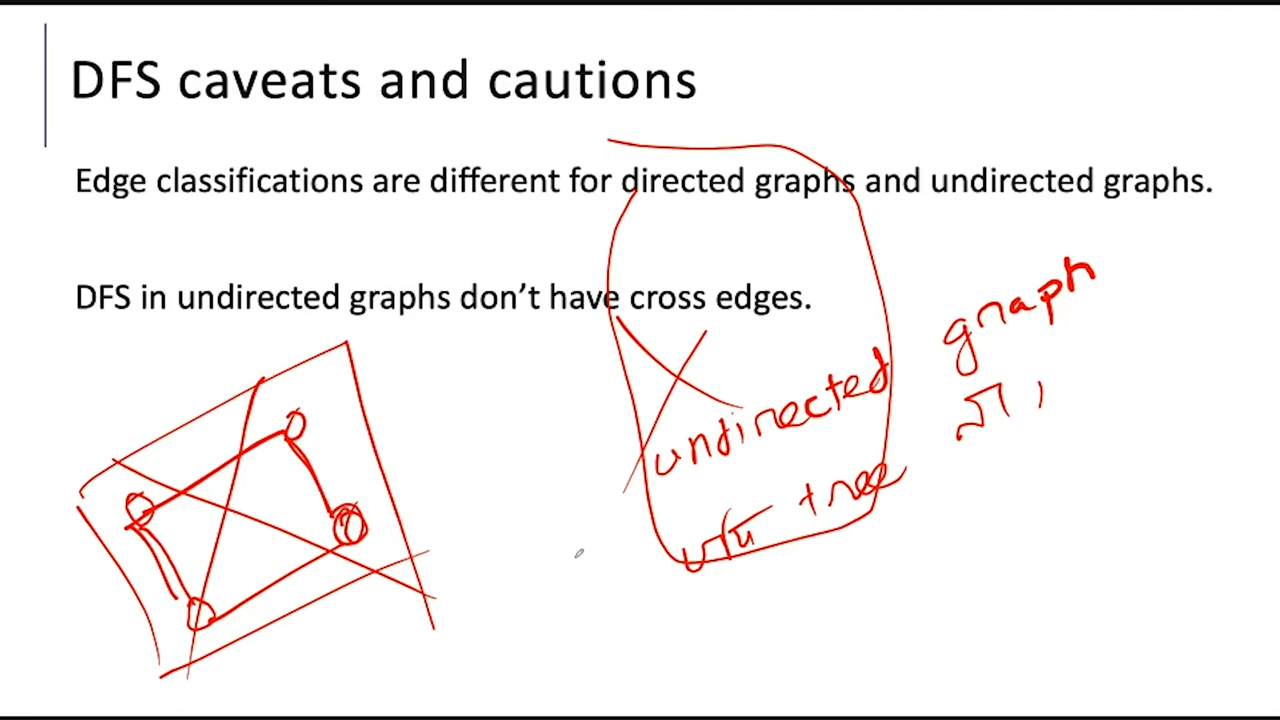 DFS caveats and cautions
Edge classifications are different for directed graphs and undirected graphs.
DFS in undirected graphs don’t have cross edges.
undirected graph
tree